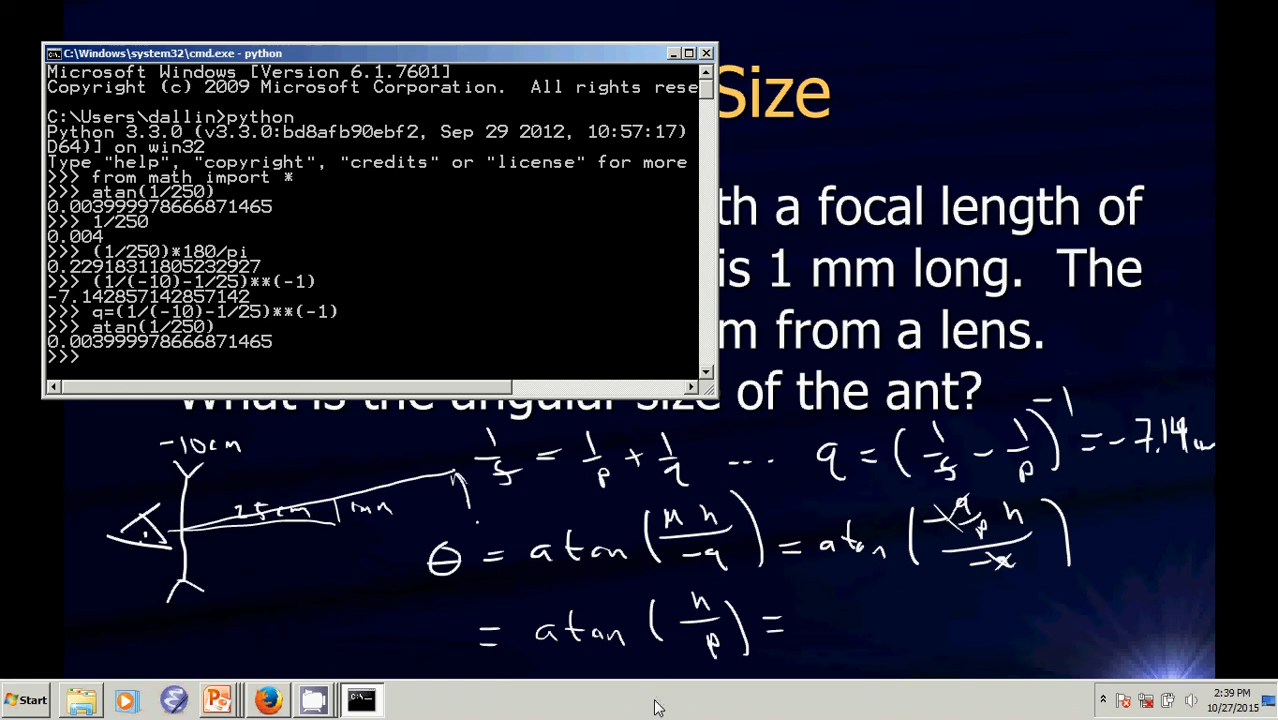 C:\Windows\system32\cmd.exe - python
Microsoft Windows [Version 6.1.7601]
Copyright (c) 2009 Microsoft Corporation.  All rights rese
C:\Users\dallin>python
Python 3.3.0 (v3.3.0:bd8afb90ebf2, Sep 29 2012, 10:57:17)
D64)] on win32
Type "help", "copyright", "credits" or "license" for more
>>> from math import *
>>> atan(1/250)
0.003999978666871465
>>> 1/250
0.004
>>> (1/250)*180/pi
0.22918311805232927
>>> (1/(-10)-1/25)**(-1)
-7.142857142857142
>>> q=(1/(-10)-1/25)**(-1)
>>> atan(1/250)
0.003999978666871465
>>>
Size
th a focal length of
is 1 mm long.  The
m from a lens.
What is the angular size of the ant?
-10cm
25cm
1mm
1/f = 1/p + 1/q ... q = (1/f - 1/p)^-1 = -7.14cm
θ = atan (M h / -q) = atan (-q/p h / -q)
= atan (h/p) =
Start
2:39 PM
10/27/2015